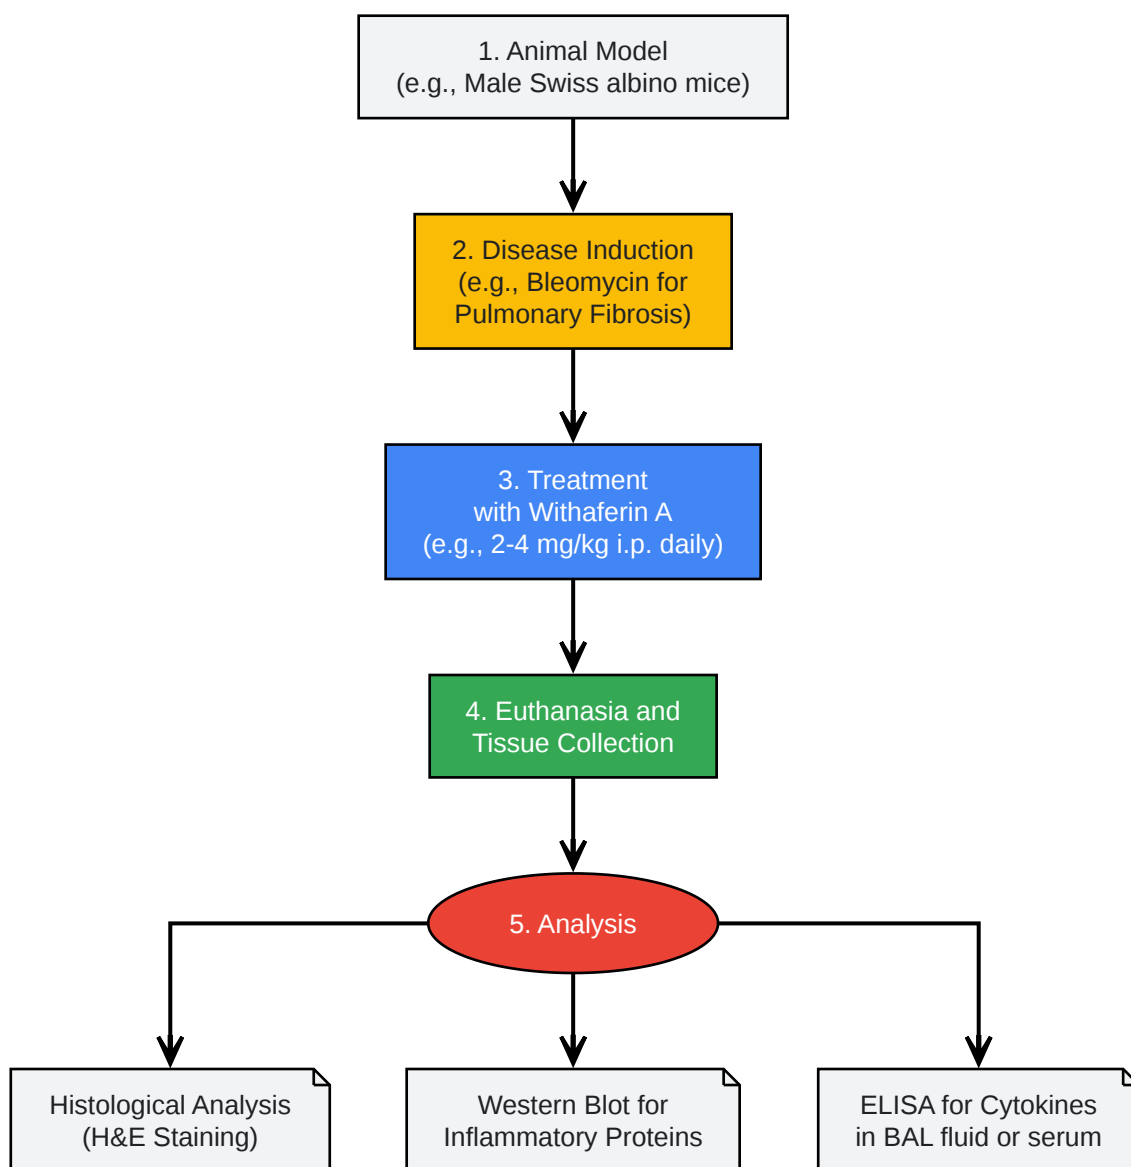 1. Animal Model
(e.g., Male Swiss albino mice)
2. Disease Induction
(e.g., Bleomycin for
Pulmonary Fibrosis)
3. Treatment
with Withaferin A
(e.g., 2-4 mg/kg i.p. daily)
4. Euthanasia and
Tissue Collection
5. Analysis
Histological Analysis
(H&E Staining)
Western Blot for
Inflammatory Proteins
ELISA for Cytokines
in BAL fluid or serum